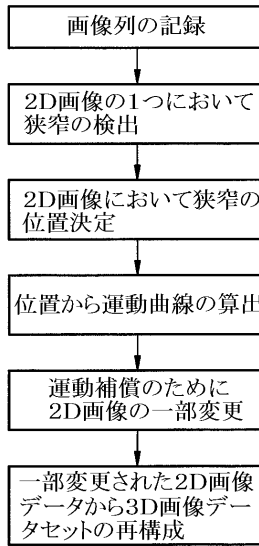 画像列の記録
2D画像の1つにおいて
狭窄の検出
2D画像において狭窄の
位置決定
位置から運動曲線の算出
運動補償のために
2D画像の一部変更
一部変更された2D画像
データから3D画像デー
タセットの再構成